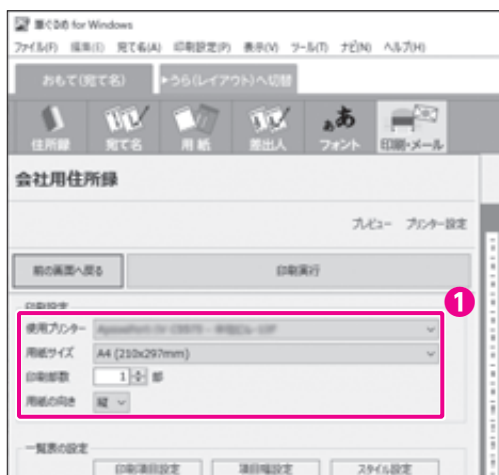 筆ぐるめ for Windows
ファイル(F) 編集(E) 宛て名(A) 印刷設定(P) 表示(V) ツール(T) ナビ(N) ヘルプ(H)
おもて(宛て名) ▶うら(レイアウト)へ切替
住所録 宛て名 用紙 差出人 フォント 印刷・メール
会社用住所録
プレビュー プリンター設定
前の画面へ戻る 印刷実行
印刷設定
1
使用プリンター
用紙サイズ A4 (210x297mm)
印刷部数 1 部
用紙の向き 縦
一覧表の設定
印刷項目設定 項目幅設定 スタイル設定